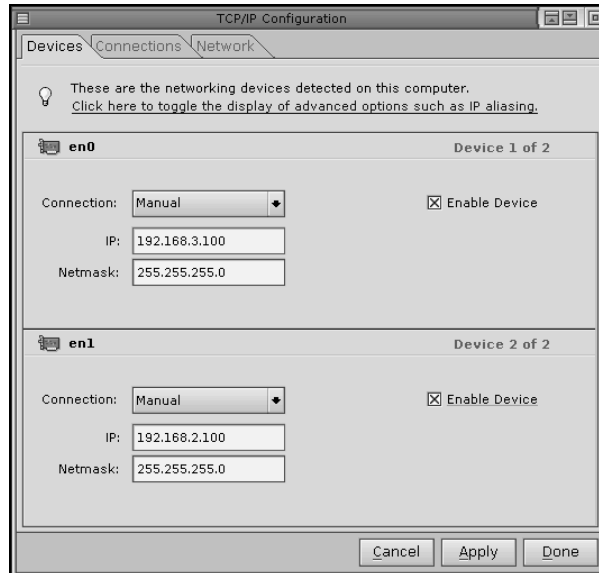 TCP/IP Configuration
Devices Connections Network
These are the networking devices detected on this computer.
Click here to toggle the display of advanced options such as IP aliasing.
en0 Device 1 of 2
Connection: Manual Enable Device
IP: 192.168.3.100
Netmask: 255.255.255.0
en1 Device 2 of 2
Connection: Manual Enable Device
IP: 192.168.2.100
Netmask: 255.255.255.0
Cancel Apply Done